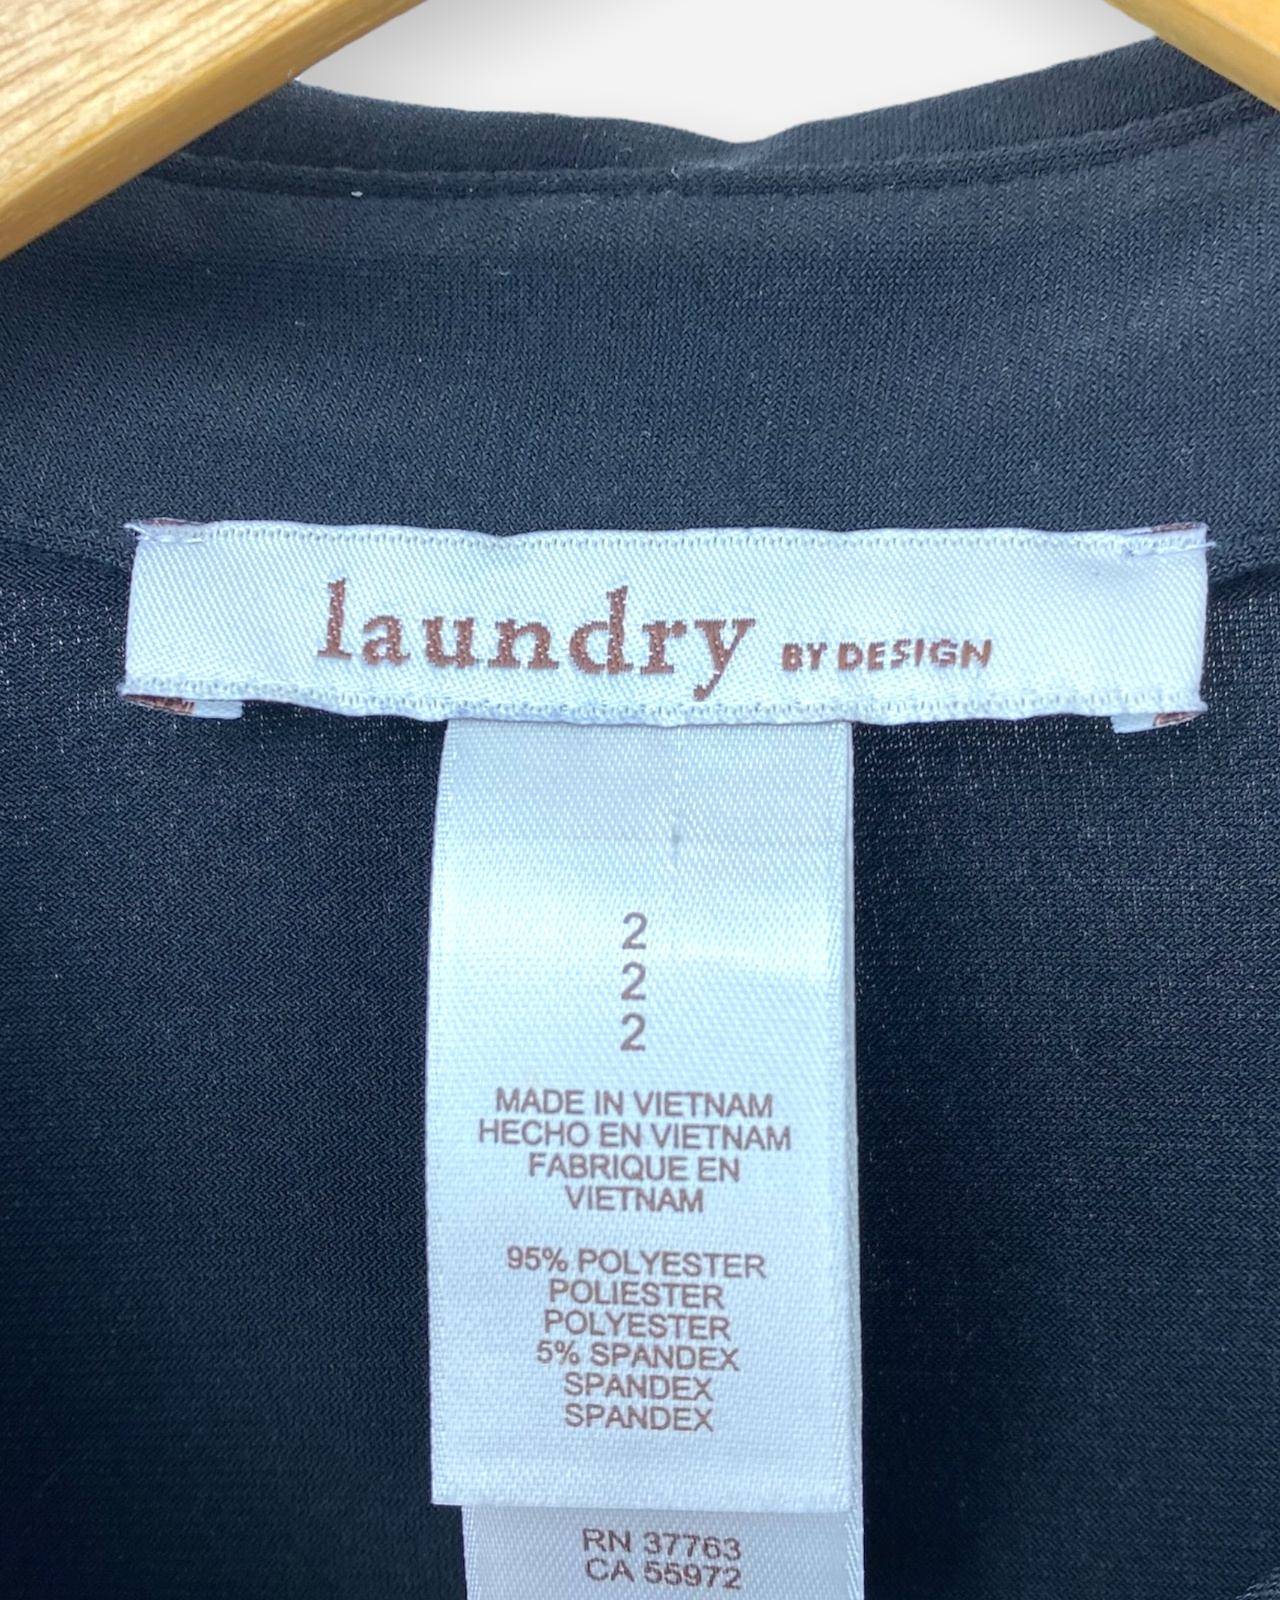 laundry BY DESIGN
2
2
2
MADE IN VIETNAM
HECHO EN VIETNAM
FABRIQUE EN
VIETNAM
95% POLYESTER
POLIESTER
POLYESTER
5% SPANDEX
SPANDEX
SPANDEX
RN 37763
CA 55972